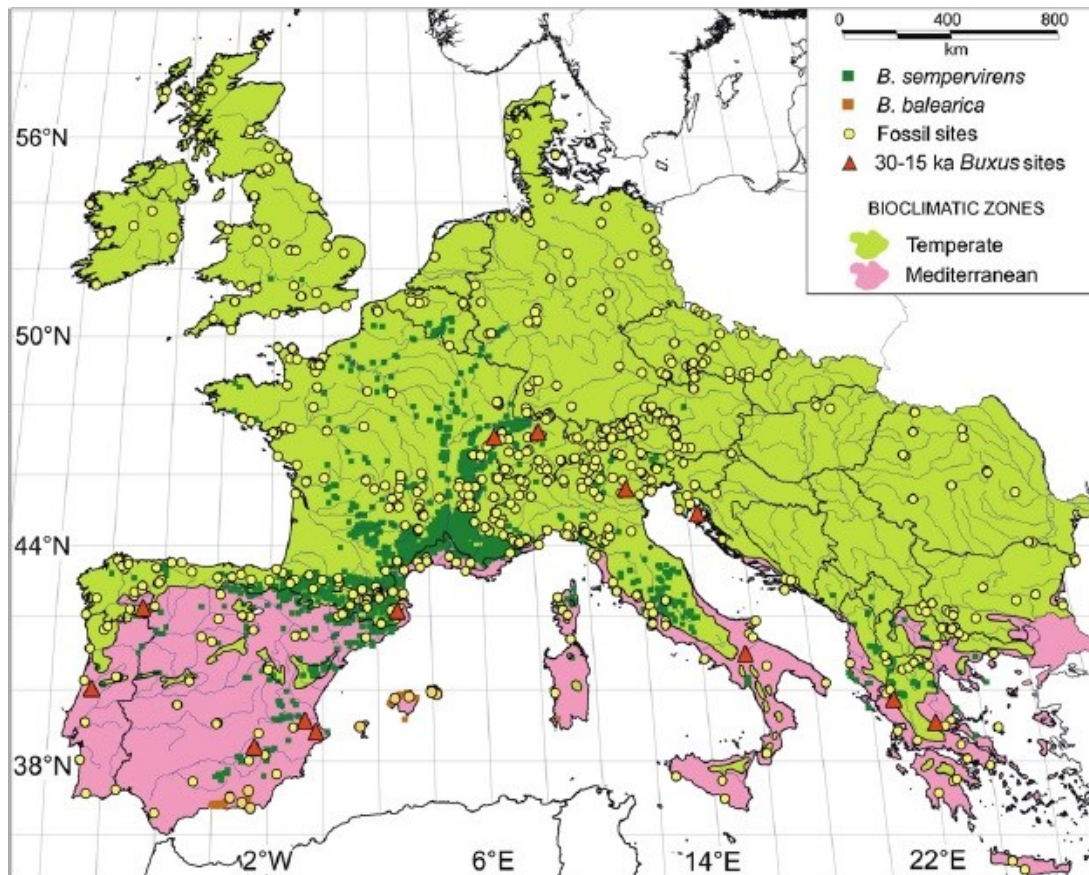 0 400 800
km
B. sempervirens
B. balearica
Fossil sites
30-15 ka Buxus sites
BIOCLIMATIC ZONES
Temperate
Mediterranean
56°N
50°N
44°N
38°N
2°W 6°E 14°E 22°E